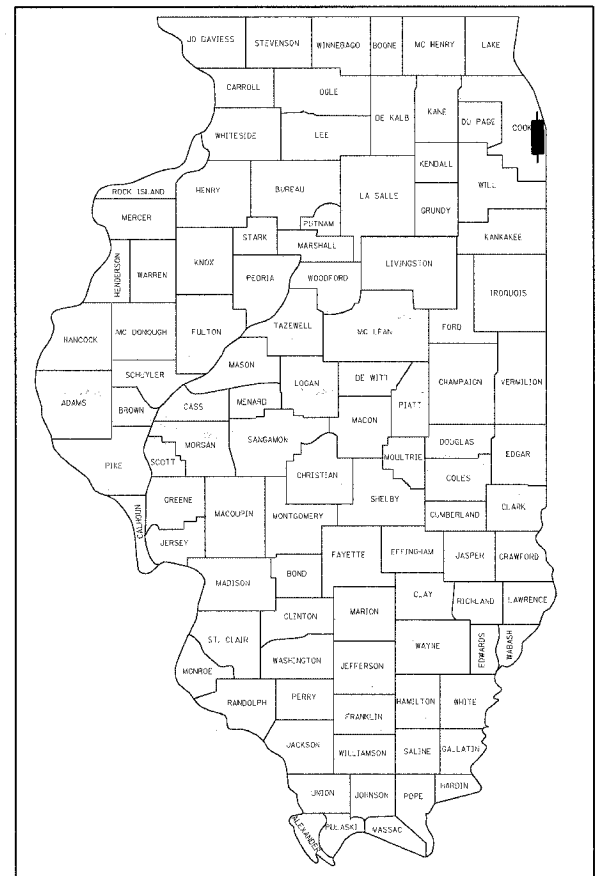 JO DAVIESS
STEVENSON
WINNEBAGO
BOONE
MC HENRY
LAKE
CARROLL
OGLE
DE KALB
KANE
DU PAGE
COOK
WHITESIDE
LEE
KENDALL
WILL
ROCK ISLAND
HENRY
BUREAU
LA SALLE
GRUNDY
MERCER
PUTNAM
KANKAKEE
STARK
MARSHALL
HENDERSON
WARREN
KNOX
PEORIA
WOODFORD
LIVINGSTON
IROQUOIS
HANCOCK
MC DONOUGH
FULTON
TAZEWELL
MC LEAN
FORD
MASON
SCHUYLER
LOGAN
DE WITT
CHAMPAIGN
VERMILION
ADAMS
BROWN
CASS
MENARD
MACON
PIATT
MORGAN
SANGAMON
DOUGLAS
PIKE
SCOTT
CHRISTIAN
MOULTRIE
EDGAR
COLES
GREENE
MACOUPIN
MONTGOMERY
SHELBY
CUMBERLAND
CLARK
CALHOUN
JERSEY
FAYETTE
EFFINGHAM
JASPER
CRAWFORD
MADISON
BOND
CLAY
RICHLAND
LAWRENCE
CLINTON
MARION
ST. CLAIR
WAYNE
EDWARDS
WABASH
WASHINGTON
JEFFERSON
MONROE
RANDOLPH
PERRY
HAMILTON
WHITE
FRANKLIN
JACKSON
WILLIAMSON
SALINE
GALLATIN
HARDIN
UNION
JOHNSON
POPE
ALEXANDER
PULASKI
MASSAC